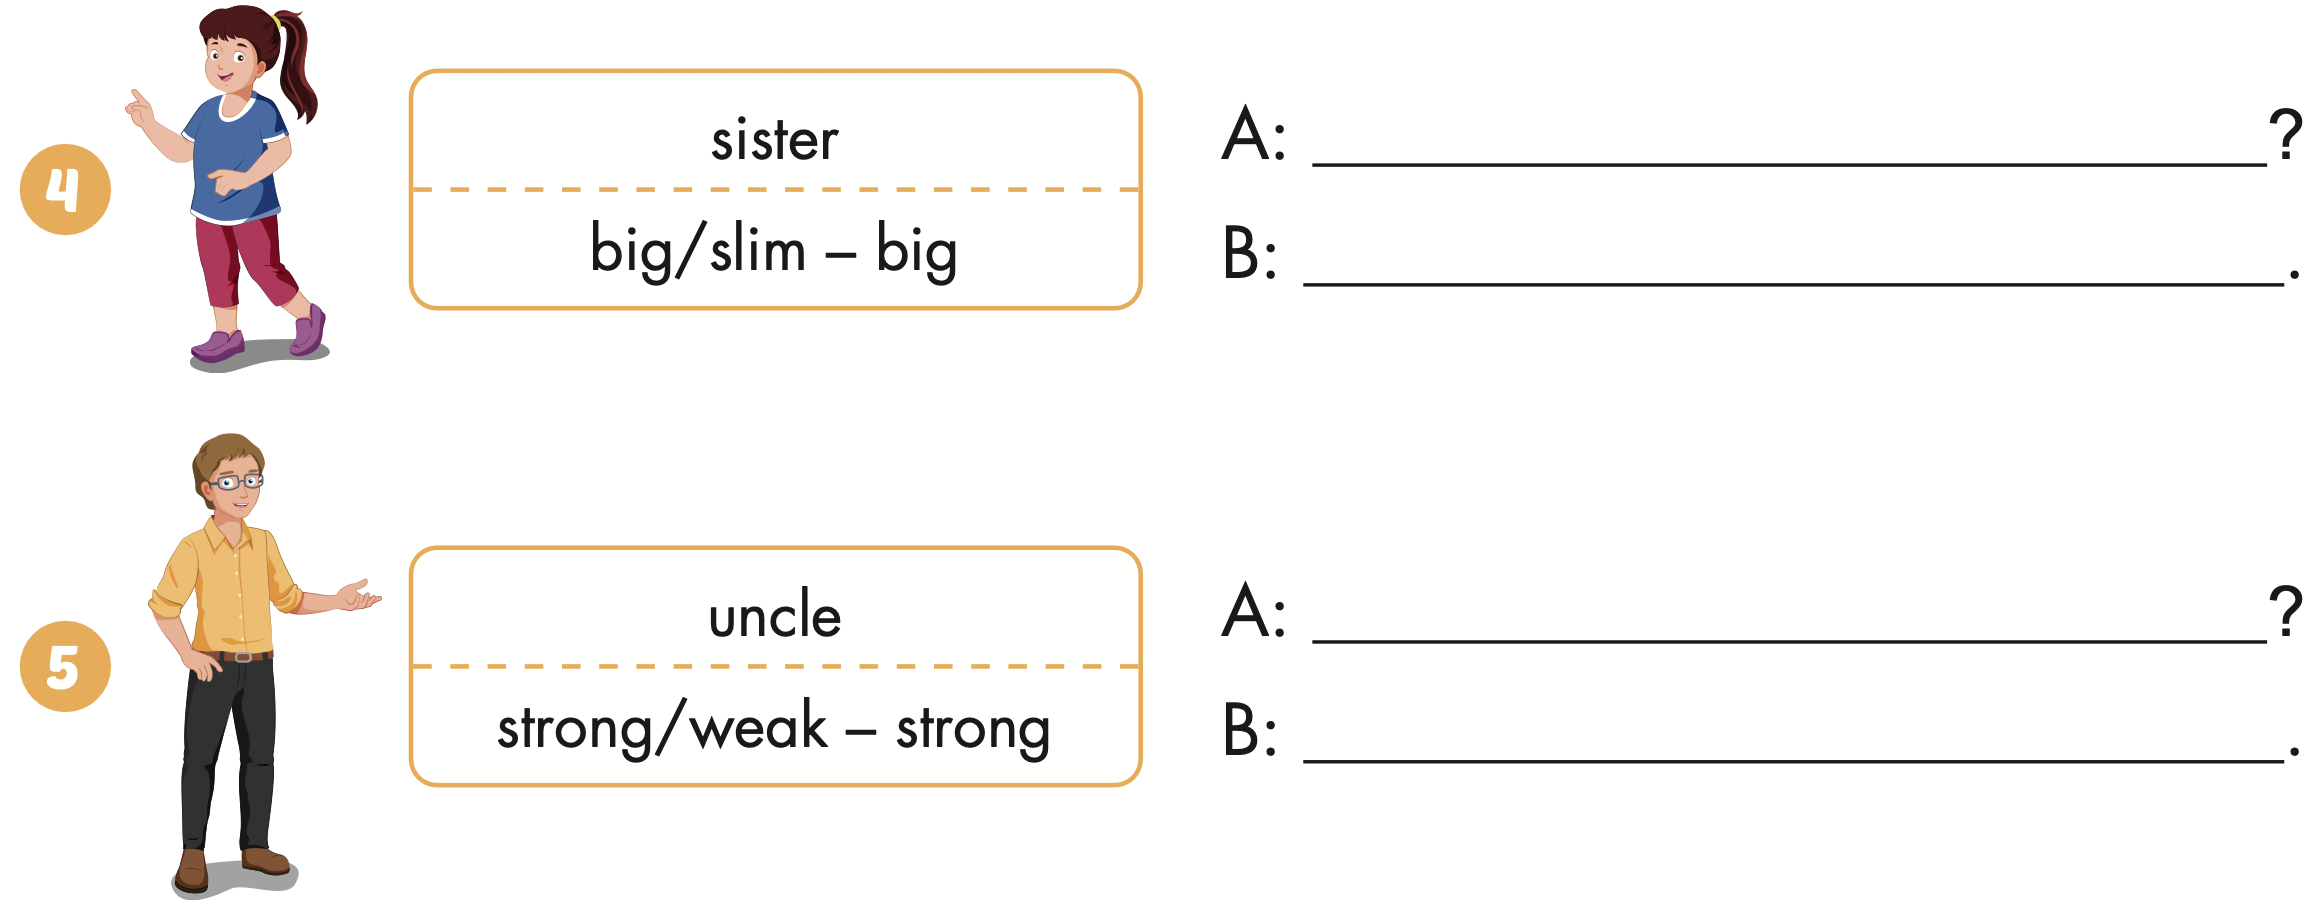 4
sister
big/slim – big
A: ?
B: .
5
uncle
strong/weak – strong
A: ?
B: .